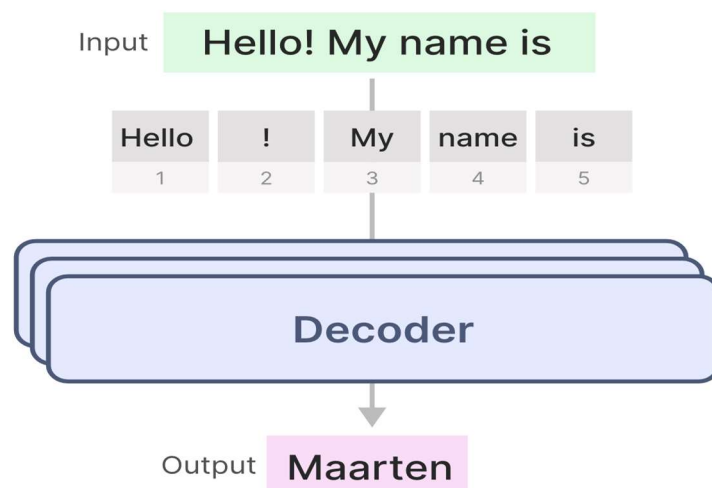 Input Hello! My name is
Hello ! My name is
1 2 3 4 5
Decoder
Output Maarten